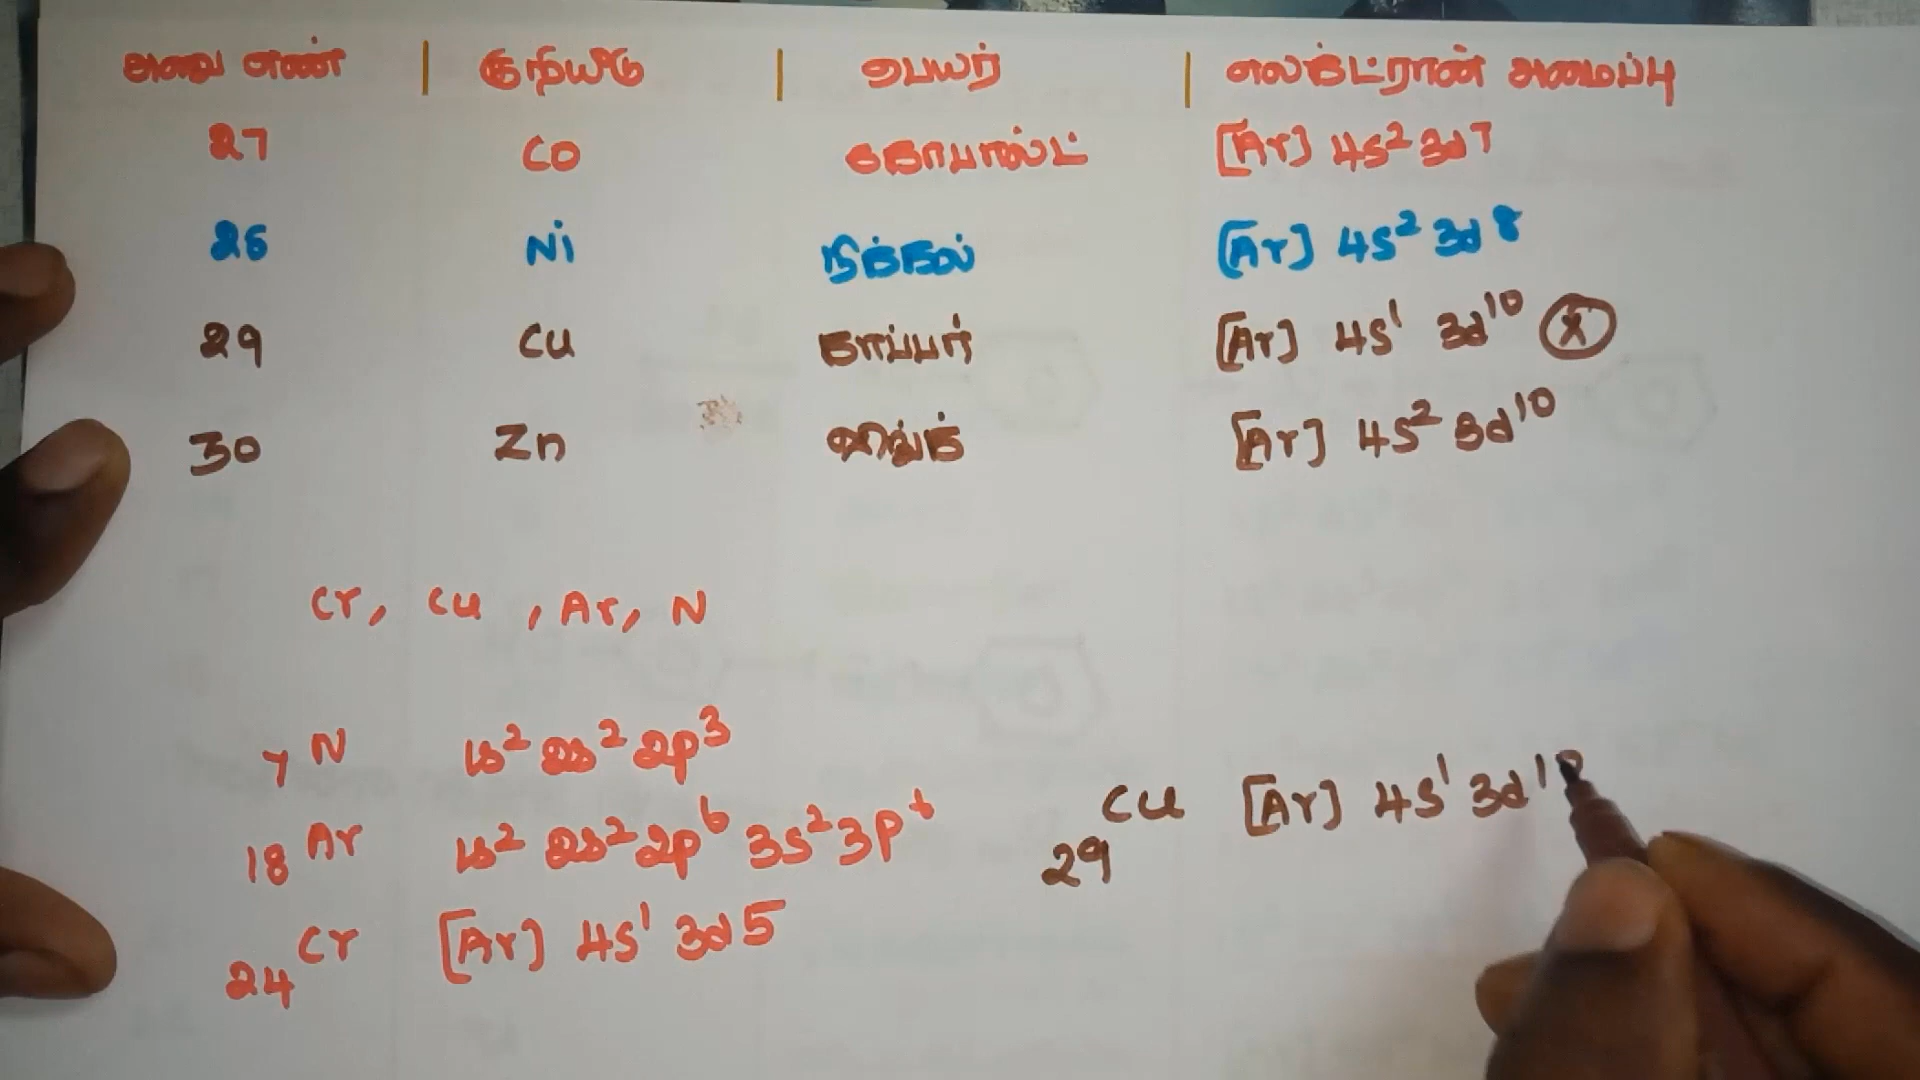 அணு எண் | குறியீடு | பெயர் | எலக்ட்ரான் அமைப்பு
27 Co கோபால்ட் [Ar] 4s² 3d⁷
28 Ni நிக்கல் [Ar] 4s² 3d⁸
29 Cu காப்பர் [Ar] 4s¹ 3d¹⁰ (x)
30 Zn ஜிங்க் [Ar] 4s² 3d¹⁰
Cr, Cu, Ar, N
₇N 1s² 2s² 2p³
₁₈Ar 1s² 2s² 2p⁶ 3s² 3p⁶
₂₄Cr [Ar] 4s¹ 3d⁵
₂₉Cu [Ar] 4s¹ 3d¹⁰